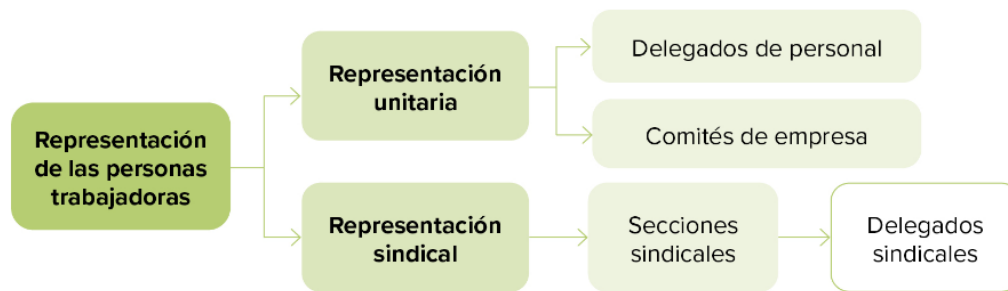 Representación
de las personas
trabajadoras
Representación
unitaria
Delegados de personal
Comités de empresa
Representación
sindical
Secciones
sindicales
Delegados
sindicales